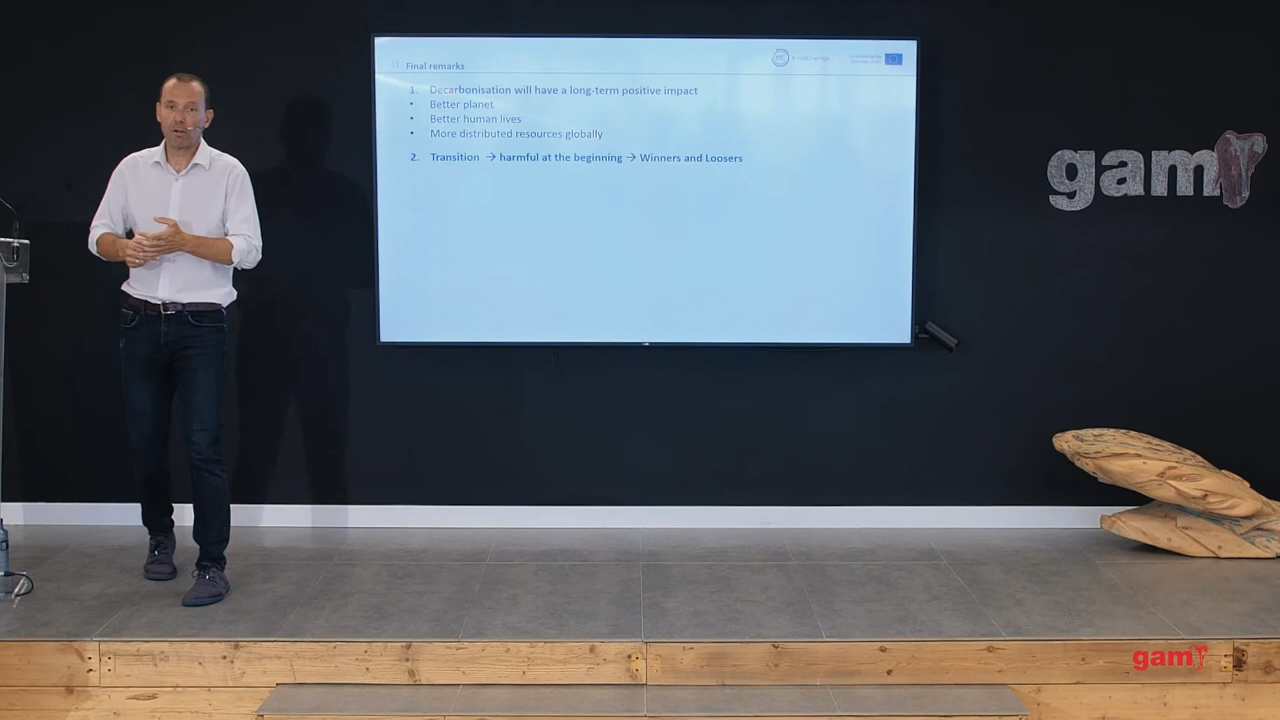 Final remarks
InnoEnergy
1. Decarbonisation will have a long-term positive impact
• Better planet
• Better human lives
• More distributed resources globally
2. Transition → harmful at the beginning → Winners and Loosers
gam
gam